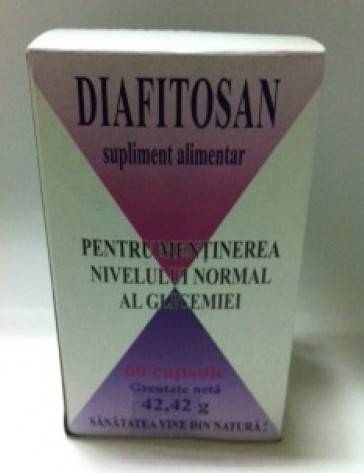 DIAFITOSAN
supliment alimentar
PENTRU MENȚINEREA
NIVELULUI NORMAL
AL GLICEMIEI
60 capsule
Greutate netă
42,42 g
SĂNĂTATEA VINE DIN NATURĂ !